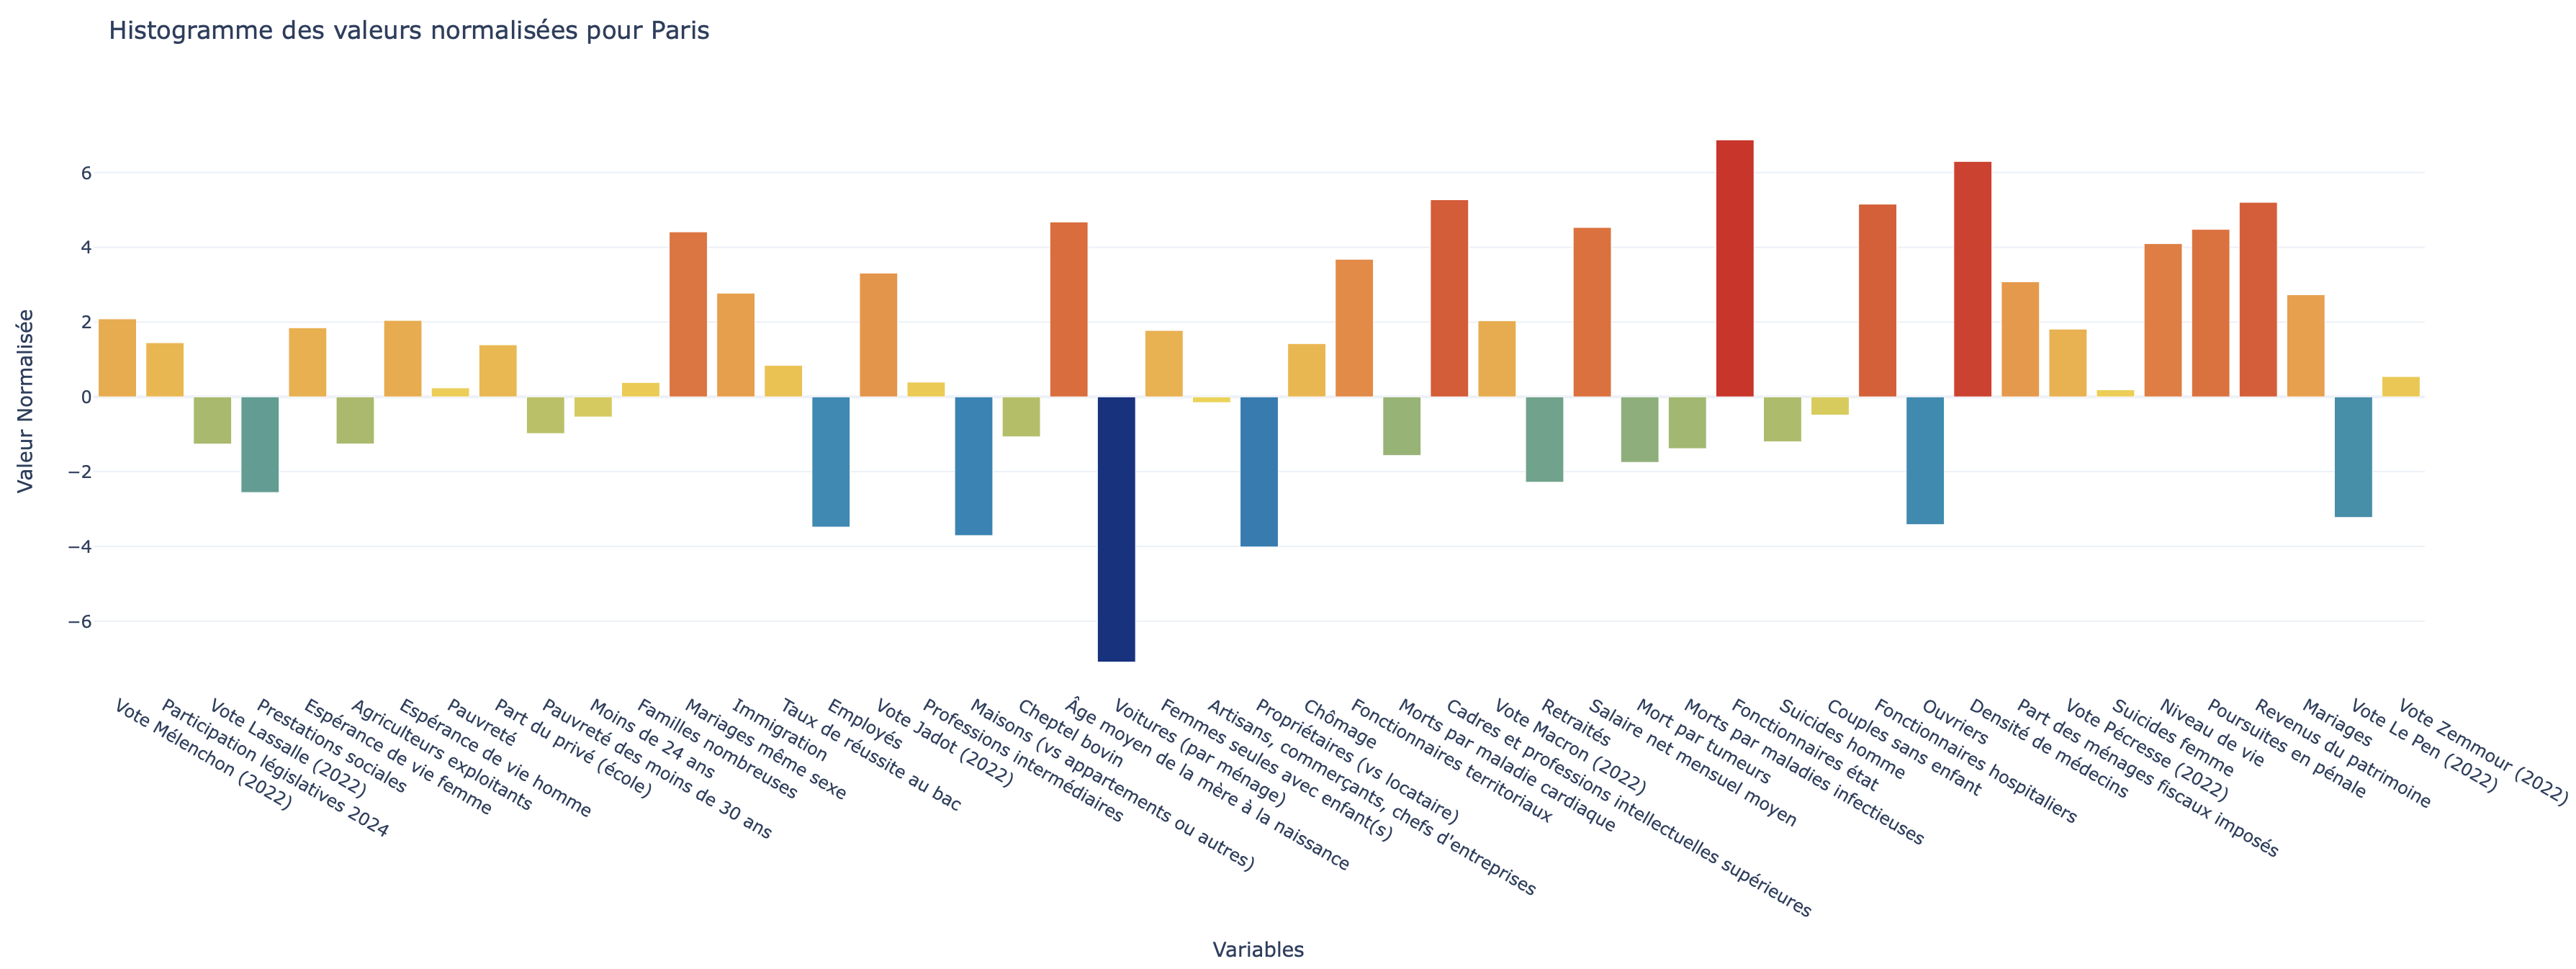 Histogramme des valeurs normalisées pour Paris
Valeur Normalisée
6
4
2
0
−2
−4
−6
Vote Mélenchon (2022)
Participation législatives 2024
Vote Lassalle (2022)
Prestations sociales
Espérance de vie femme
Agriculteurs exploitants
Espérance de vie homme
Pauvreté
Part du privé (école)
Pauvreté des moins de 30 ans
Moins de 24 ans
Familles nombreuses
Mariages même sexe
Immigration
Taux de réussite au bac
Employés
Vote Jadot (2022)
Professions intermédiaires
Maisons (vs appartements ou autres)
Cheptel bovin
Âge moyen de la mère à la naissance
Voitures (par ménage)
Femmes seules avec enfant(s)
Artisans, commerçants, chefs d'entreprises
Propriétaires (vs locataire)
Chômage
Fonctionnaires territoriaux
Morts par maladie cardiaque
Cadres et professions intellectuelles supérieures
Vote Macron (2022)
Retraités
Salaire net mensuel moyen
Mort par tumeurs
Morts par maladies infectieuses
Fonctionnaires état
Suicides homme
Couples sans enfant
Fonctionnaires hospitaliers
Ouvriers
Densité de médecins
Part des ménages fiscaux imposés
Vote Pécresse (2022)
Suicides femme
Niveau de vie
Poursuites en pénale
Revenus du patrimoine
Mariages
Vote Le Pen (2022)
Vote Zemmour (2022)
Variables